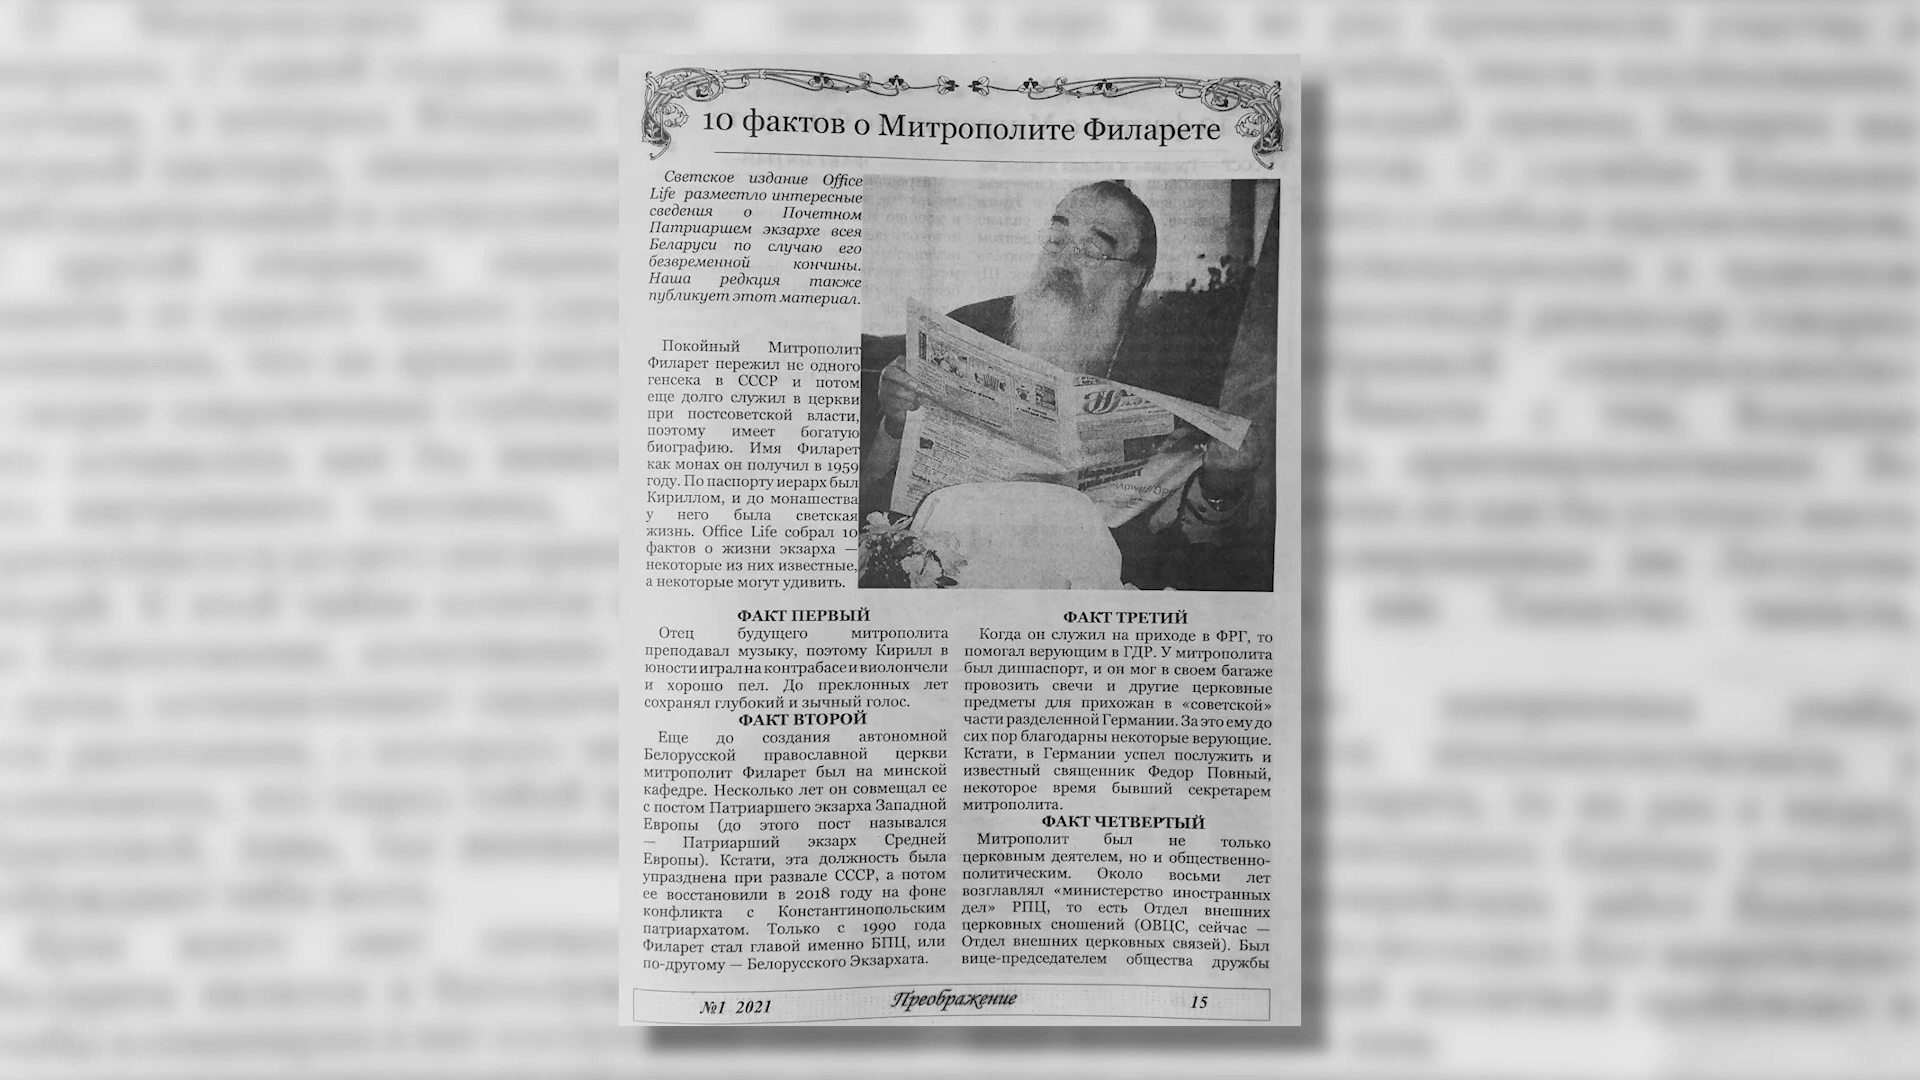 10 фактов о Митрополите Филарете
Светское издание Office
Life разместло интересные
сведения о Почетном
Патриаршем экзархе всея
Беларуси по случаю его
безвременной кончины.
Наша редкция также
публикует этот материал.
Покойный Митрополит
Филарет пережил не одного
генсека в СССР и потом
еще долго служил в церкви
при постсоветской власти,
поэтому имеет богатую
биографию. Имя Филарет
как монах он получил в 1959
году. По паспорту иерарх был
Кириллом, и до монашества
у него была светская
жизнь. Office Life собрал 10
фактов о жизни экзарха —
некоторые из них известные,
а некоторые могут удивить.
ФАКТ ПЕРВЫЙ
Отец будущего митрополита
преподавал музыку, поэтому Кирилл в
юности играл на контрабасе и виолончели
и хорошо пел. До преклонных лет
сохранял глубокий и зычный голос.
ФАКТ ВТОРОЙ
Еще до создания автономной
Белорусской православной церкви
митрополит Филарет был на минской
кафедре. Несколько лет он совмещал ее
с постом Патриаршего экзарха Западной
Европы (до этого пост назывался
— Патриарший экзарх Средней
Европы). Кстати, эта должность была
упразднена при развале СССР, а потом
ее восстановили в 2018 году на фоне
конфликта с Константинопольским
патриархатом. Только с 1990 года
Филарет стал главой именно БПЦ, или
по-другому — Белорусского Экзархата.
ФАКТ ТРЕТИЙ
Когда он служил на приходе в ФРГ, то
помогал верующим в ГДР. У митрополита
был диппаспорт, и он мог в своем багаже
провозить свечи и другие церковные
предметы для прихожан в «советской»
части разделенной Германии. За это ему до
сих пор благодарны некоторые верующие.
Кстати, в Германии успел послужить и
известный священник Федор Повный,
некоторое время бывший секретарем
митрополита.
ФАКТ ЧЕТВЕРТЫЙ
Митрополит был не только
церковным деятелем, но и общественно-
политическим. Около восьми лет
возглавлял «министерство иностранных
дел» РПЦ, то есть Отдел внешних
церковных сношений (ОВЦС, сейчас —
Отдел внешних церковных связей). Был
вице-председателем общества дружбы
№1 2021
Преображение
15